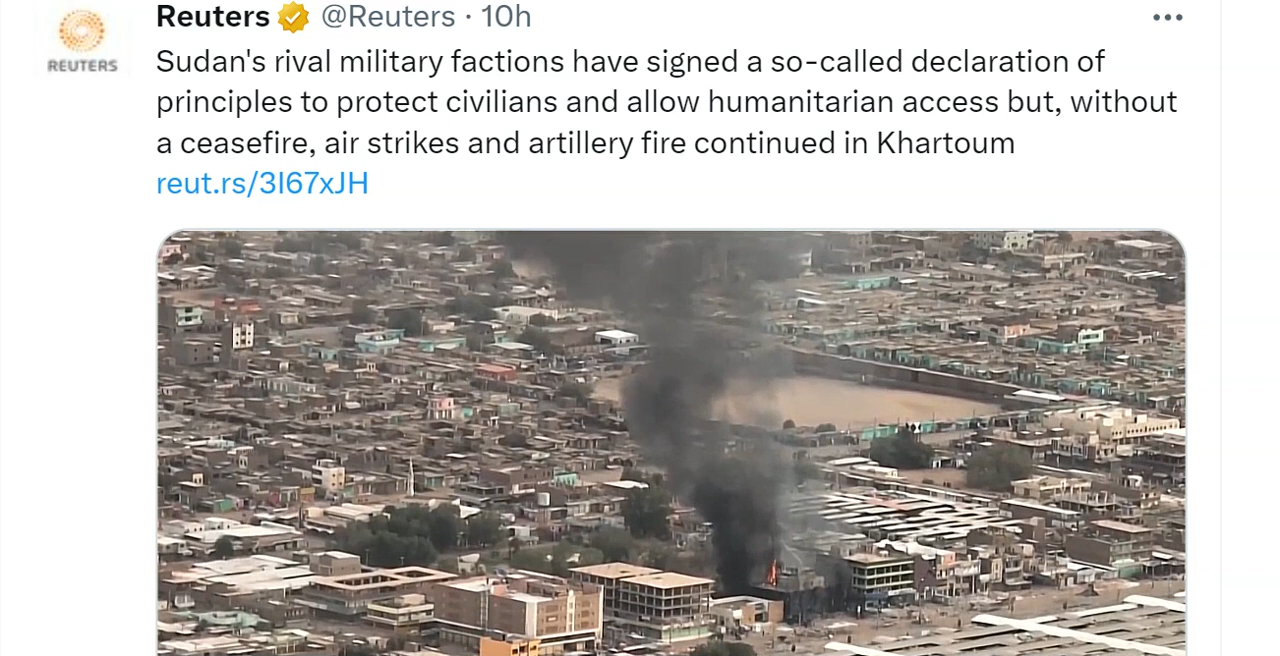 Reuters @Reuters · 10h
REUTERS
Sudan's rival military factions have signed a so-called declaration of
principles to protect civilians and allow humanitarian access but, without
a ceasefire, air strikes and artillery fire continued in Khartoum
reut.rs/3I67xJH